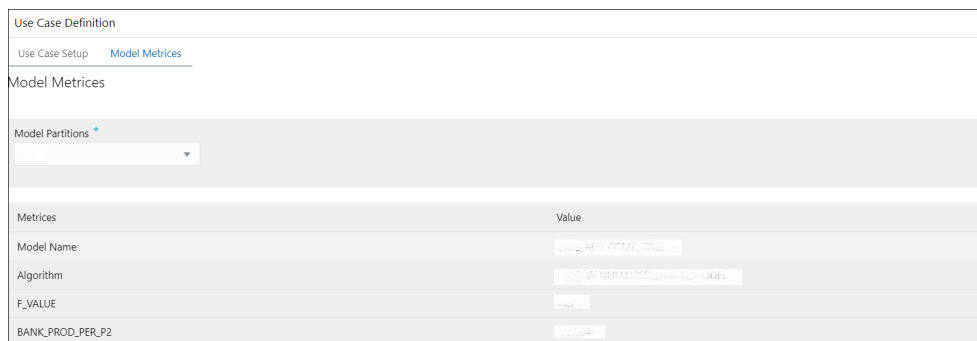 Use Case Definition
Use Case Setup Model Metrices
Model Metrices
Model Partitions *
Metrices Value
Model Name
Algorithm
F_VALUE
BANK_PROD_PER_P2